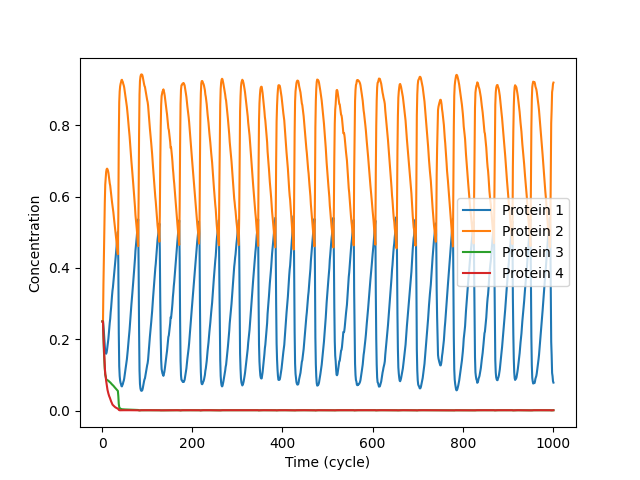 Concentration
0.8
0.6
0.4
0.2
0.0
Protein 1
Protein 2
Protein 3
Protein 4
0 200 400 600 800 1000
Time (cycle)